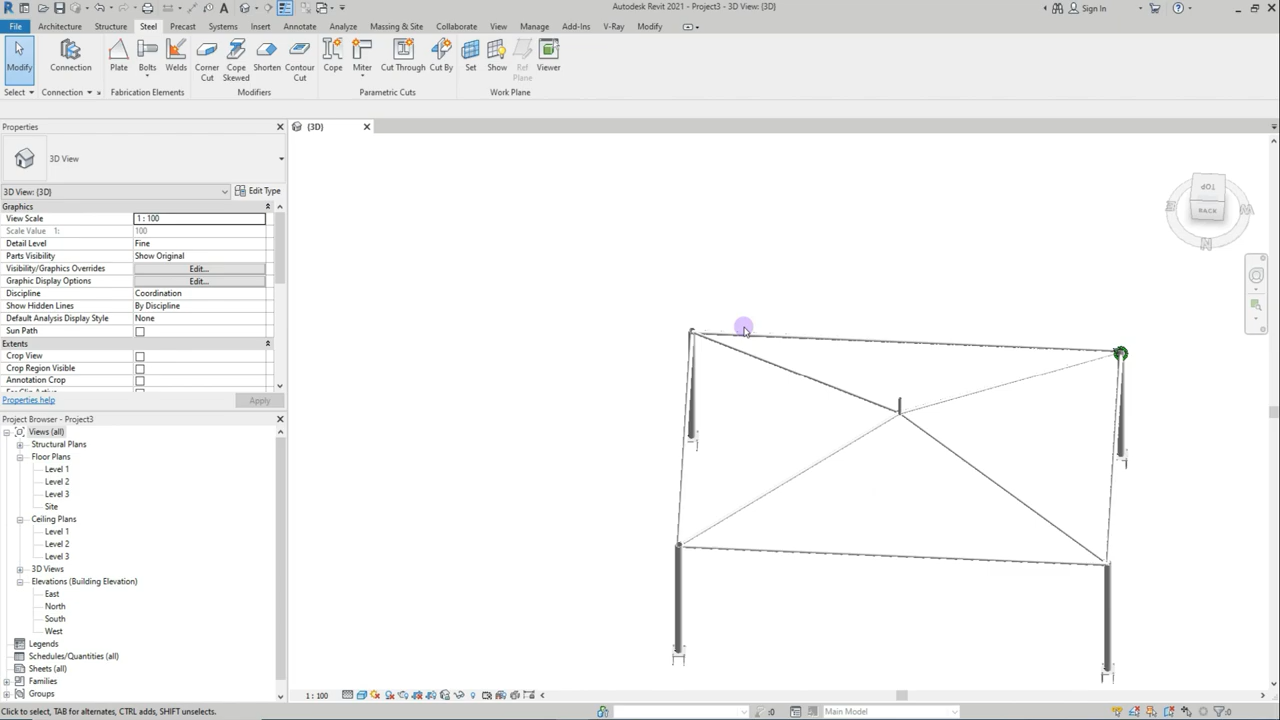 Autodesk Revit 2021 - Project3 - 3D View: {3D}
Sign In
File Architecture Structure Steel Precast Systems Insert Annotate Analyze Massing & Site Collaborate View Manage Add-Ins V-Ray Modify
Modify Connection Plate Bolts Welds Corner Cut Cope Skewed Shorten Contour Cut Cope Miter Cut Through Cut By Set Show Ref Plane Viewer
Select Connection Fabrication Elements Modifiers Parametric Cuts Work Plane
Properties
{3D}
3D View
3D View: {3D} Edit Type
Graphics
View Scale 1 : 100
Scale Value 1: 100
Detail Level Fine
Parts Visibility Show Original
Visibility/Graphics Overrides Edit...
Graphic Display Options Edit...
Discipline Coordination
Show Hidden Lines By Discipline
Default Analysis Display Style None
Sun Path
Extents
Crop View
Crop Region Visible
Annotation Crop
Properties help Apply
Project Browser - Project3
Views (all)
Structural Plans
Floor Plans
Level 1
Level 2
Level 3
Site
Ceiling Plans
Level 1
Level 2
Level 3
3D Views
Elevations (Building Elevation)
East
North
South
West
Legends
Schedules/Quantities (all)
Sheets (all)
Families
Groups
TOP
BACK
N
1 : 100
Click to select, TAB for alternates, CTRL adds, SHIFT unselects.
:0
Main Model
:0